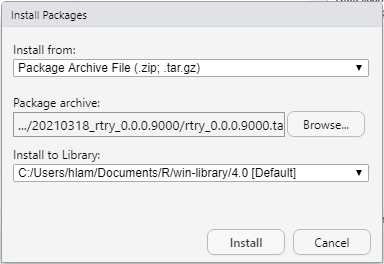 Install Packages
Install from:
Package Archive File (.zip; .tar.gz)
Package archive:
.../20210318_rtry_0.0.0.9000/rtry_0.0.0.9000.ta
Browse...
Install to Library:
C:/Users/hlam/Documents/R/win-library/4.0 [Default]
Install
Cancel